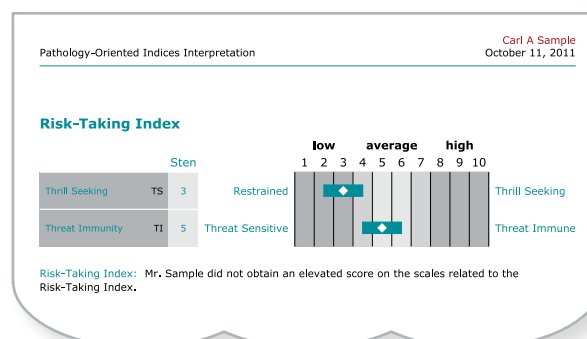 Carl A Sample
Pathology-Oriented Indices Interpretation October 11, 2011
Risk-Taking Index
low average high
Sten 1 2 3 4 5 6 7 8 9 10
Thrill Seeking TS 3 Restrained Thrill Seeking
Threat Immunity TI 5 Threat Sensitive Threat Immune
Risk-Taking Index: Mr. Sample did not obtain an elevated score on the scales related to the
Risk-Taking Index.